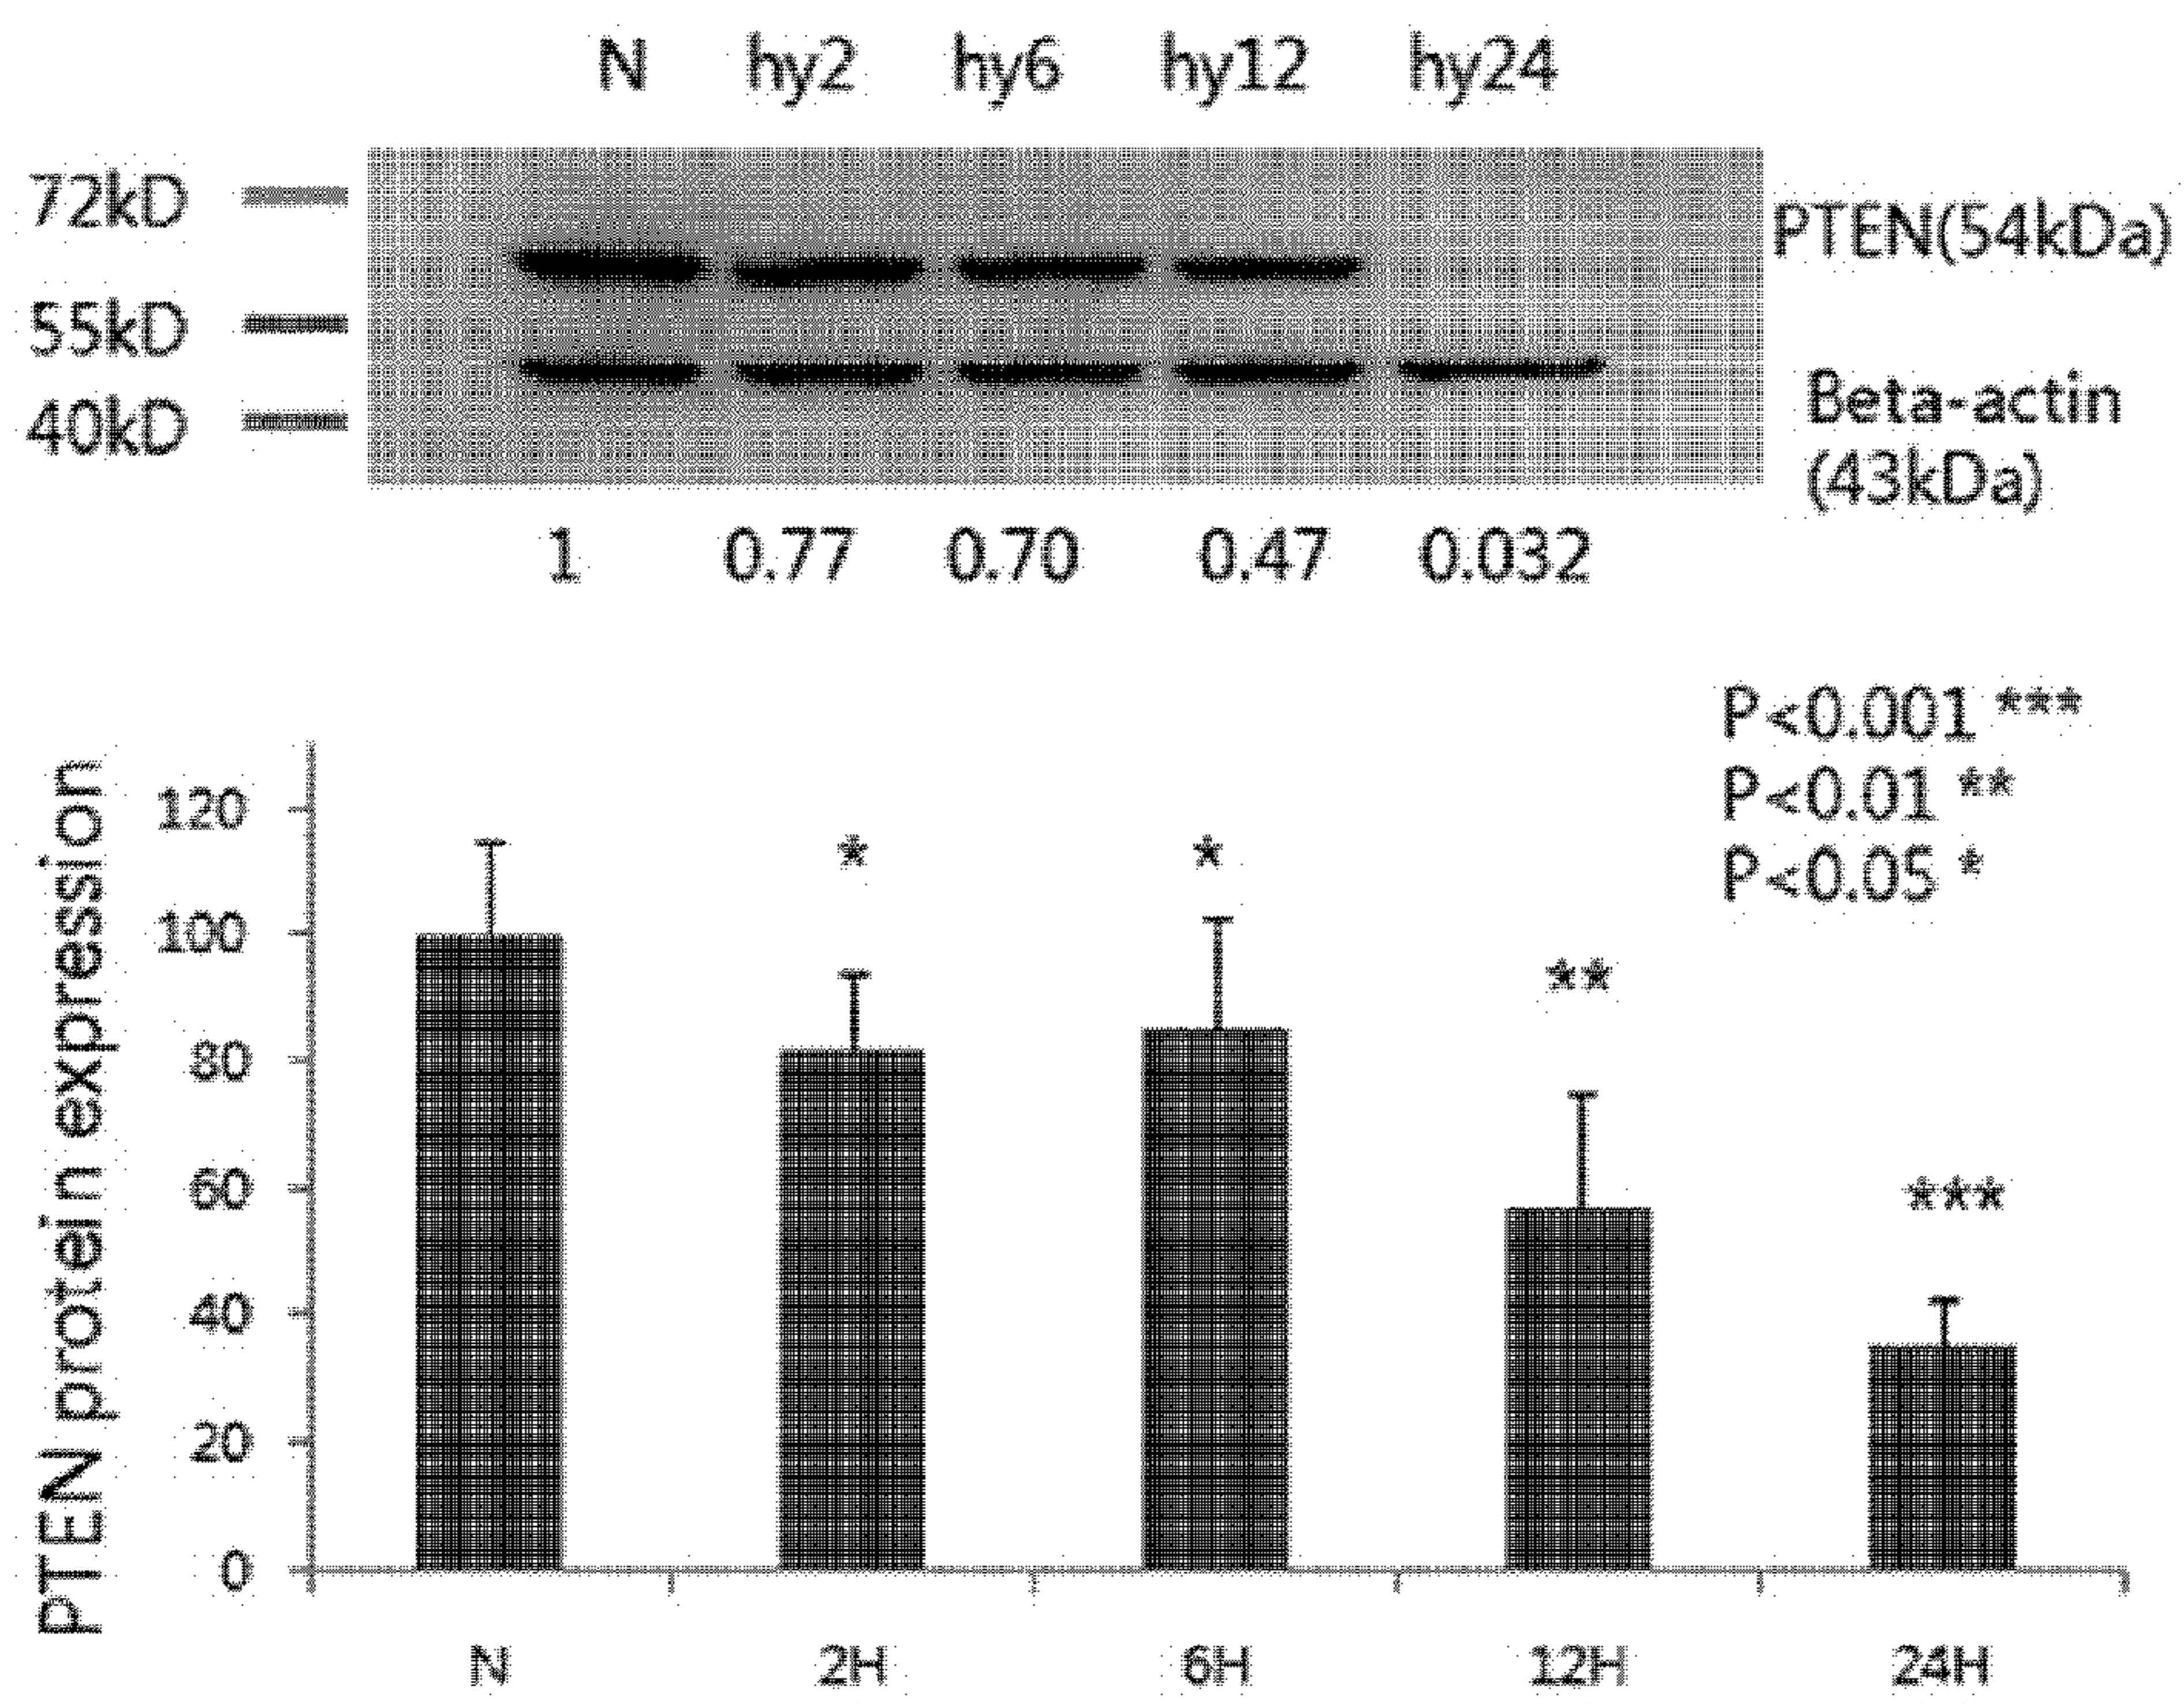 N hy2 hy6 hy12 hy24
72kD
PTEN(54kDa)
55kD
Beta-actin
40kD
(43kDa)
1 0.77 0.70 0.47 0.032
P<0.001 ***
P<0.01 **
P<0.05 *
PTEN protein expression
120
100
80
60
40
20
0
* * ** ***
N 2H 6H 12H 24H